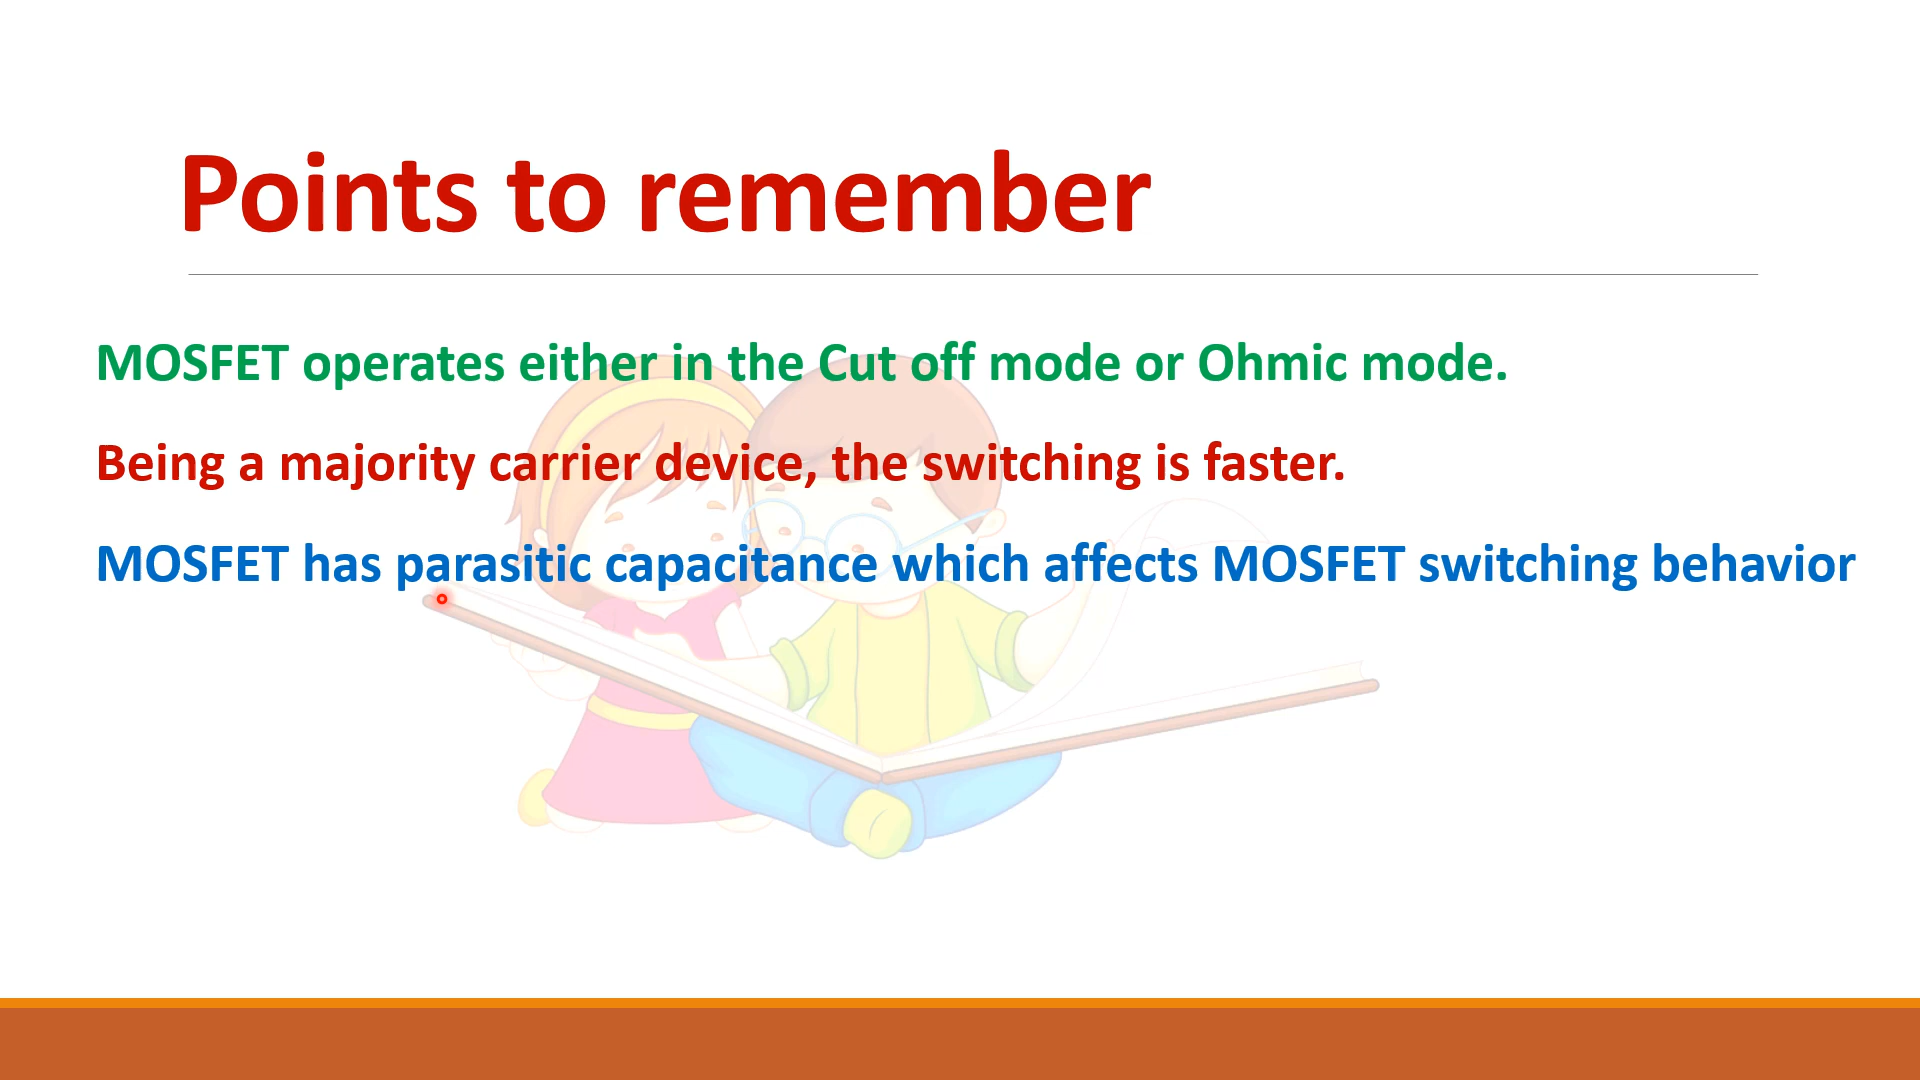 Points to remember
MOSFET operates either in the Cut off mode or Ohmic mode.
Being a majority carrier device, the switching is faster.
MOSFET has parasitic capacitance which affects MOSFET switching behavior